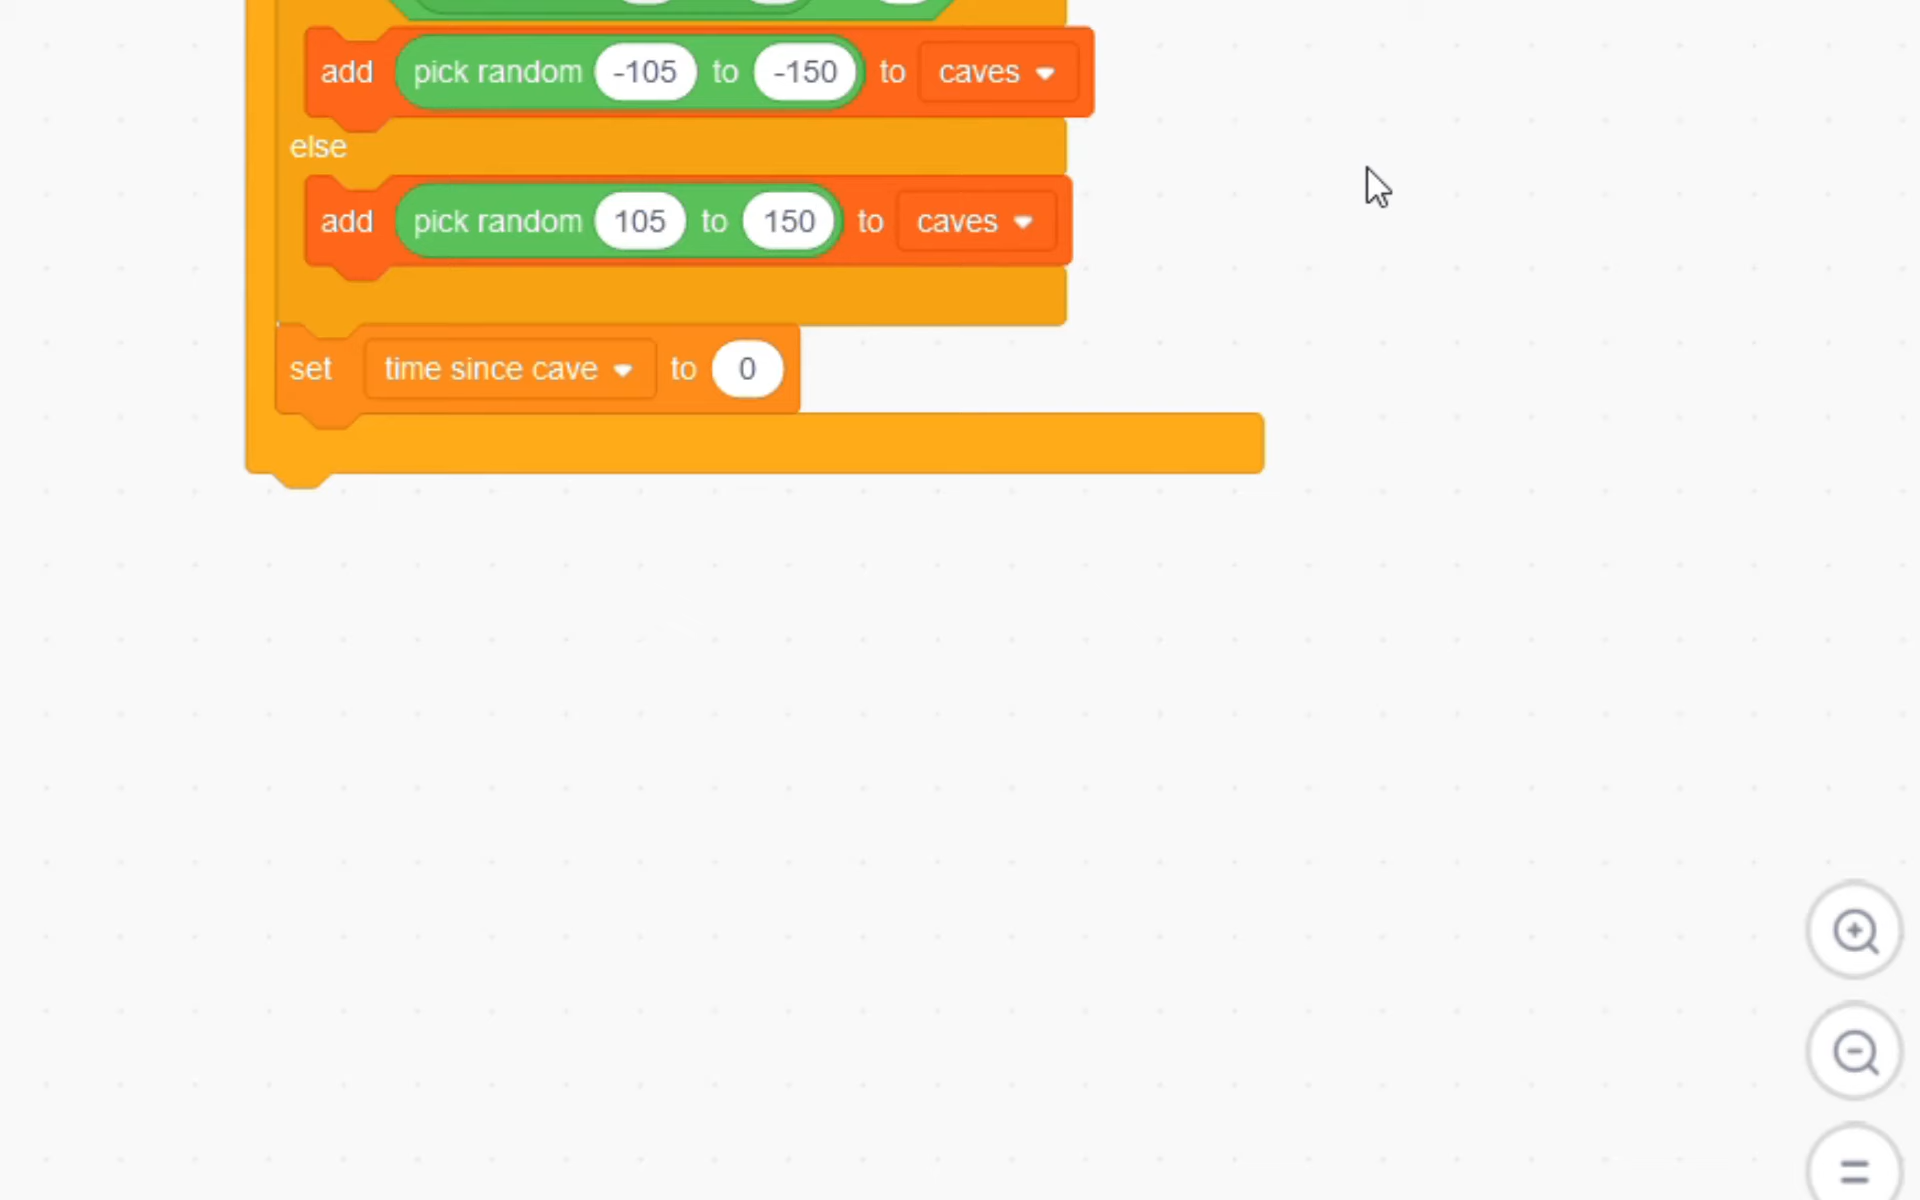 add pick random -105 to -150 to caves
else
add pick random 105 to 150 to caves
set time since cave to 0